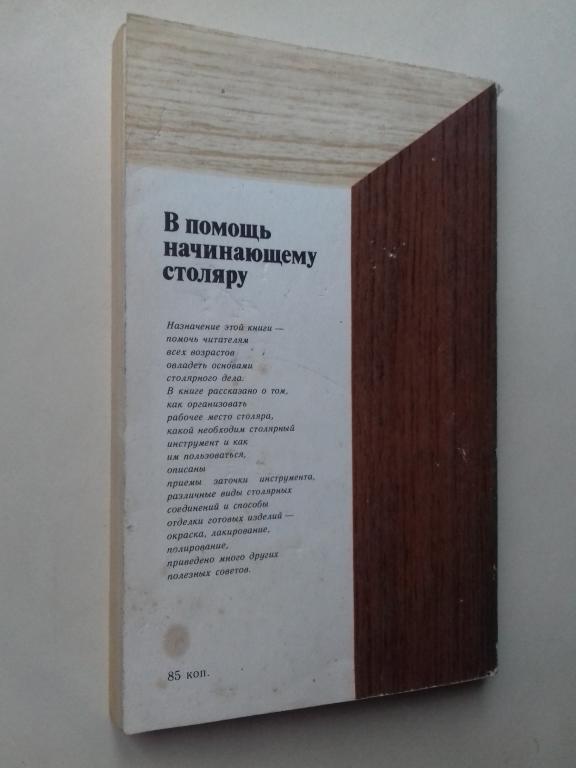 В помощь
начинающему
столяру
Назначение этой книги —
помочь читателям
всех возрастов
овладеть основами
столярного дела.
В книге рассказано о том,
как организовать
рабочее место столяра,
какой необходим столярный
инструмент и как
им пользоваться,
описаны
приемы заточки инструмента,
различные виды столярных
соединений и способы
отделки готовых изделий —
окраска, лакирование,
полирование,
приведено много других
полезных советов.
85 коп.